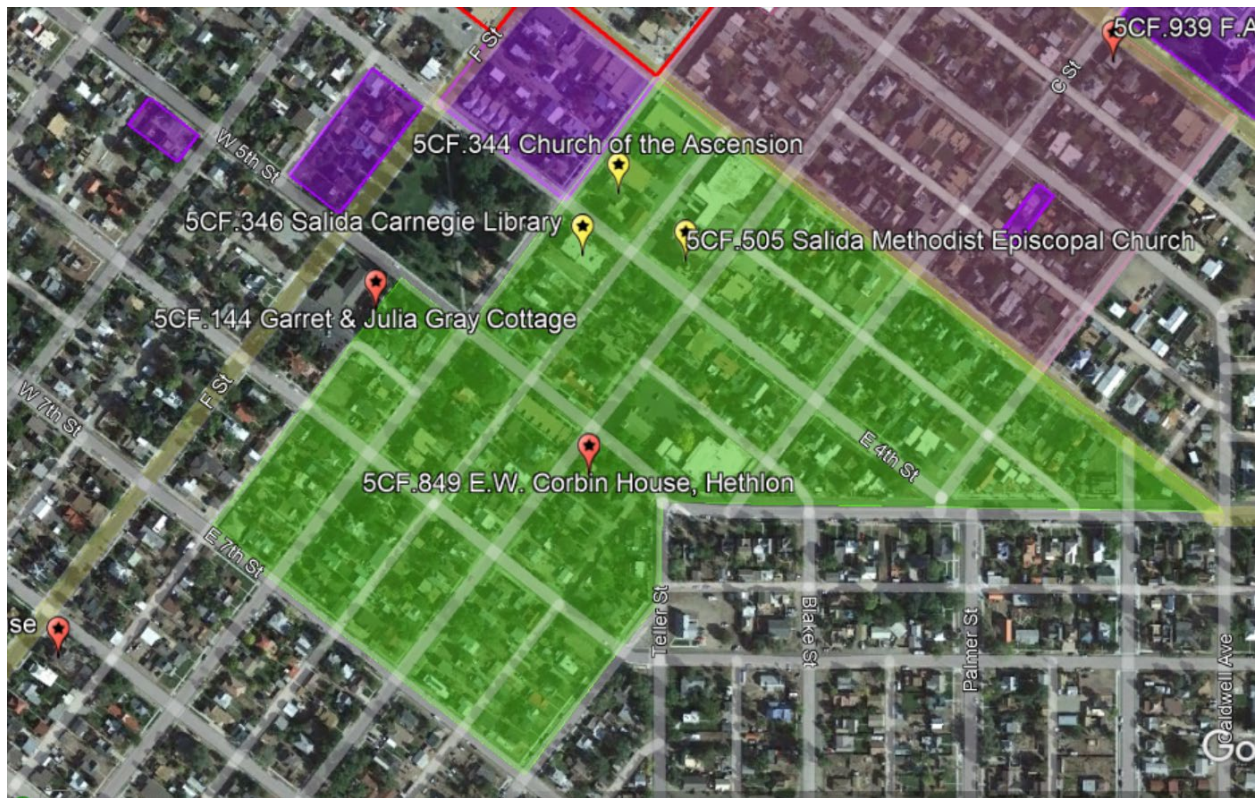 5CF.939 F.A
F St
C St
W 5th St
5CF.344 Church of the Ascension
5CF.346 Salida Carnegie Library
5CF.505 Salida Methodist Episcopal Church
5CF.144 Garret & Julia Gray Cottage
F St
W 7th St
E 4th St
5CF.849 E.W. Corbin House, Hethlon
E 7th St
se
Teller St
Blake St
Palmer St
Caldwell Ave
Go